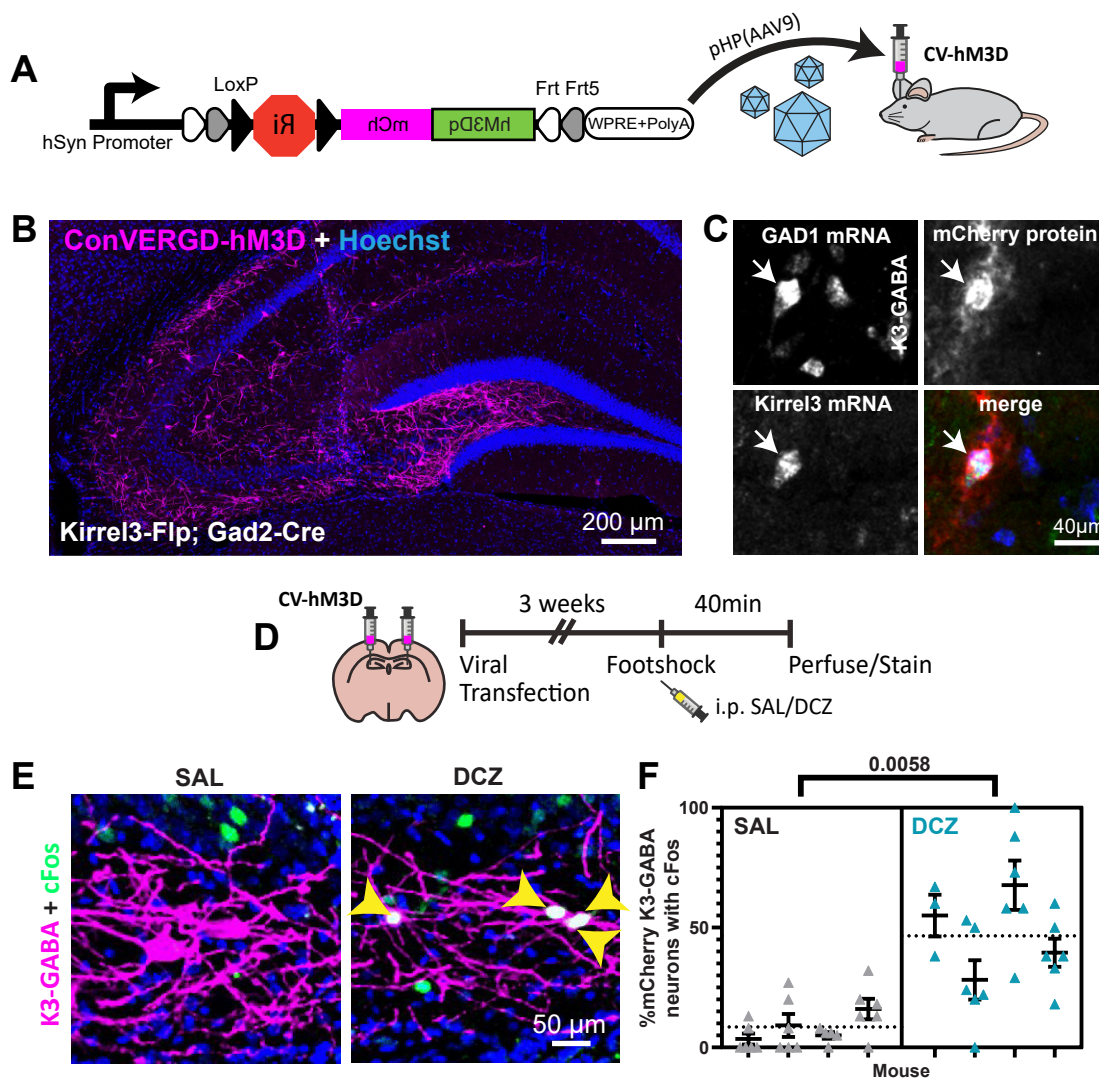 A
LoxP
Ri
mCh
hM3Dq
Frt Frt5
WPRE+PolyA
hSyn Promoter
pHP(AAV9)
CV-hM3D
B
ConVERGD-hM3D + Hoechst
Kirrel3-Flp; Gad2-Cre
200 µm
C
GAD1 mRNA
K3-GABA
mCherry protein
Kirrel3 mRNA
merge
40µm
D
CV-hM3D
3 weeks
40min
Viral
Transfection
Footshock
Perfuse/Stain
i.p. SAL/DCZ
E
SAL
DCZ
K3-GABA + cFos
50 µm
F
0.0058
%mCherry K3-GABA
neurons with cFos
100
50
0
SAL
DCZ
Mouse